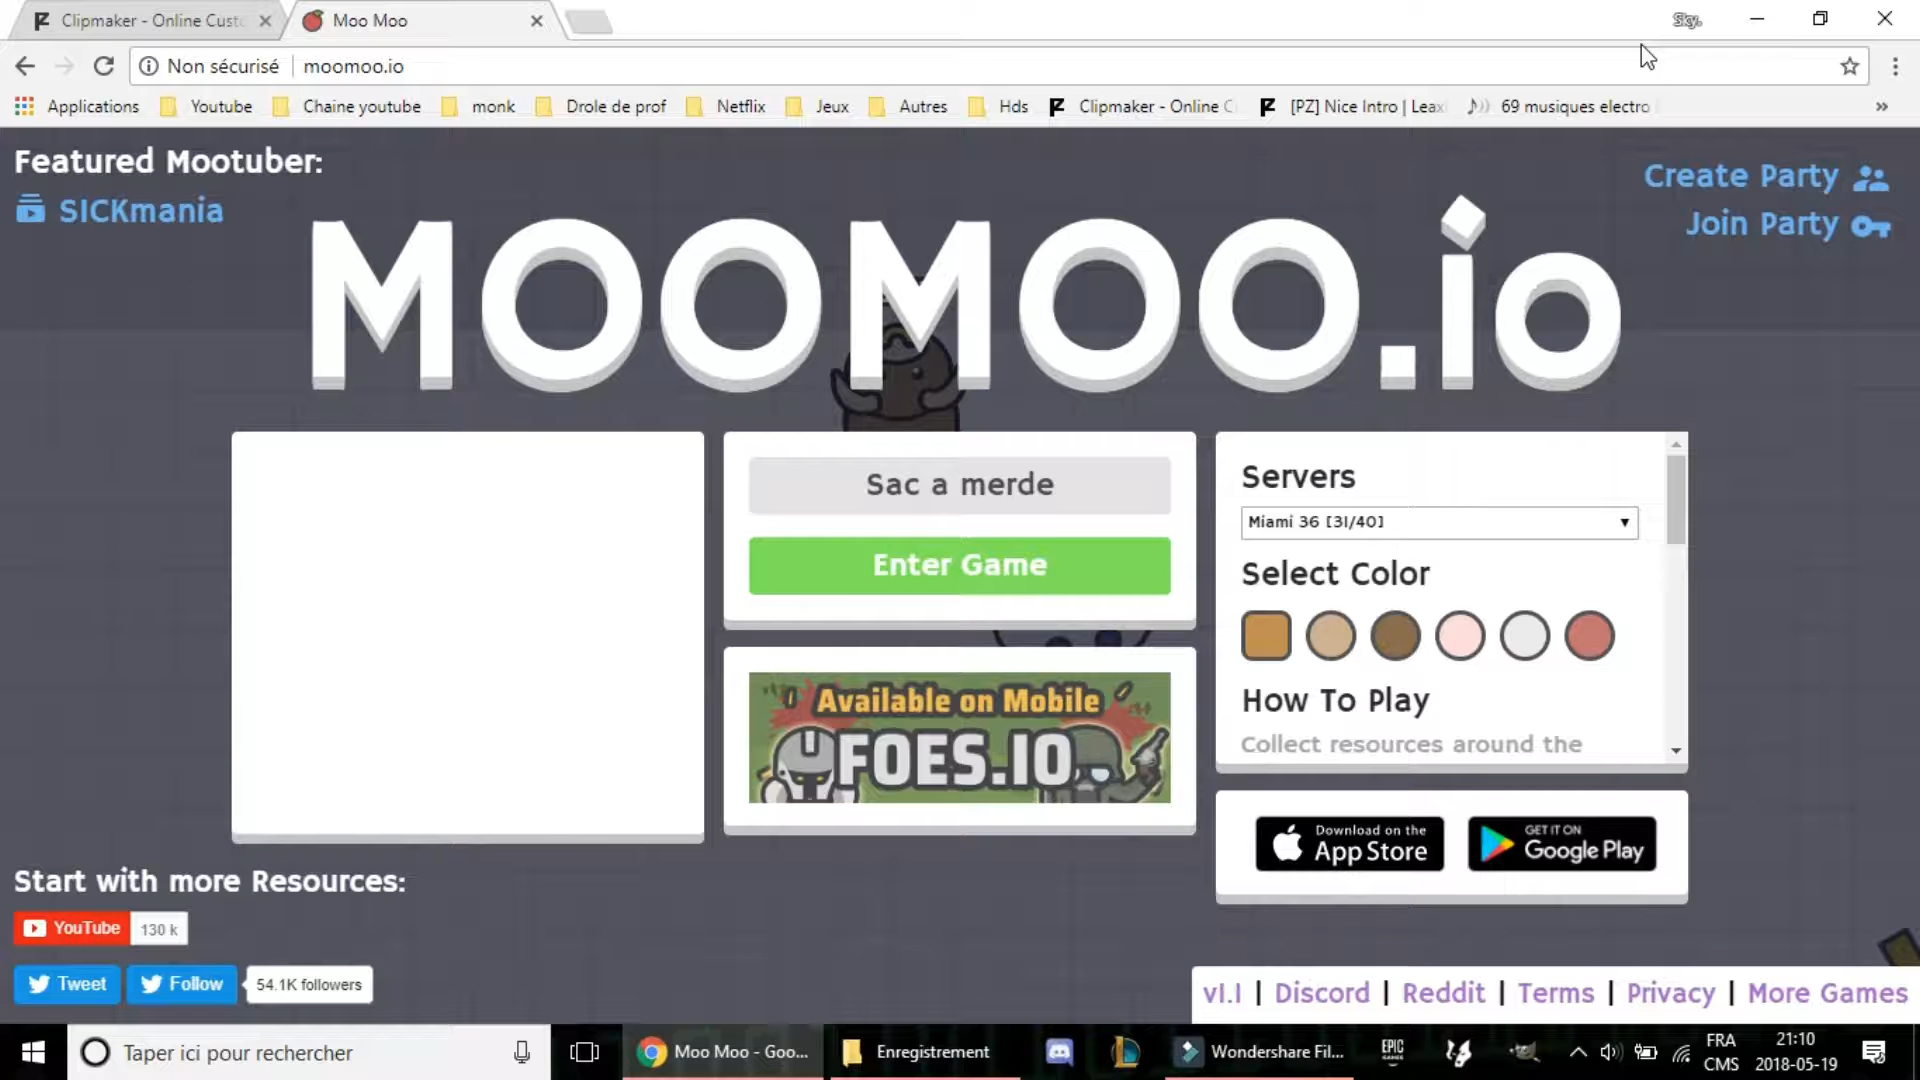 Clipmaker - Online Custo
Moo Moo
Sky.
Non sécurisé
moomoo.io
Applications
Youtube
Chaine youtube
monk
Drole de prof
Netflix
Jeux
Autres
Hds
Clipmaker - Online C
[PZ] Nice Intro | Leax
69 musiques electro
»
Featured Mootuber:
SICKmania
Create Party
Join Party
MOOMOO.io
Sac a merde
Enter Game
Available on Mobile
FOES.IO
Servers
Miami 36 [31/40]
Select Color
How To Play
Collect resources around the
Download on the
App Store
GET IT ON
Google Play
Start with more Resources:
YouTube 130 k
Tweet Follow 54.1K followers
v1.1 | Discord | Reddit | Terms | Privacy | More Games
Taper ici pour rechercher
Moo Moo - Goo...
Enregistrement
Wondershare Fil...
EPIC
GAMES
FRA
CMS
21:10
2018-05-19